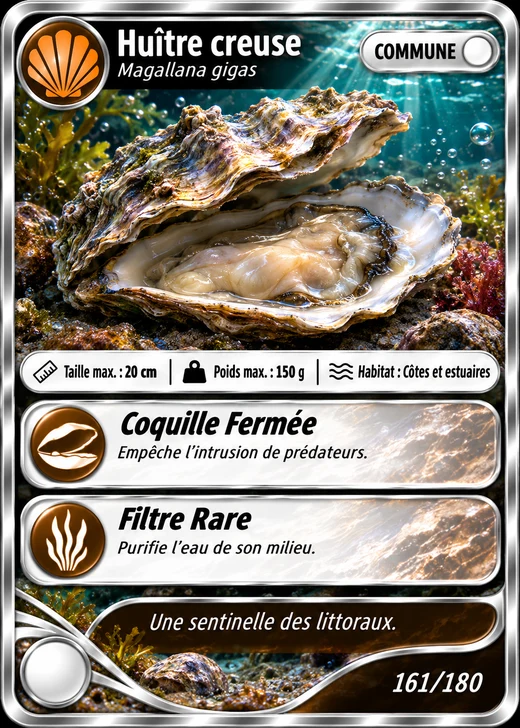 Huître creuse
Magallana gigas
COMMUNE
Taille max. : 20 cm
Poids max. : 150 g
Habitat : Côtes et estuaires
Coquille Fermée
Empêche l'intrusion de prédateurs.
Filtre Rare
Purifie l'eau de son milieu.
Une sentinelle des littoraux.
161/180